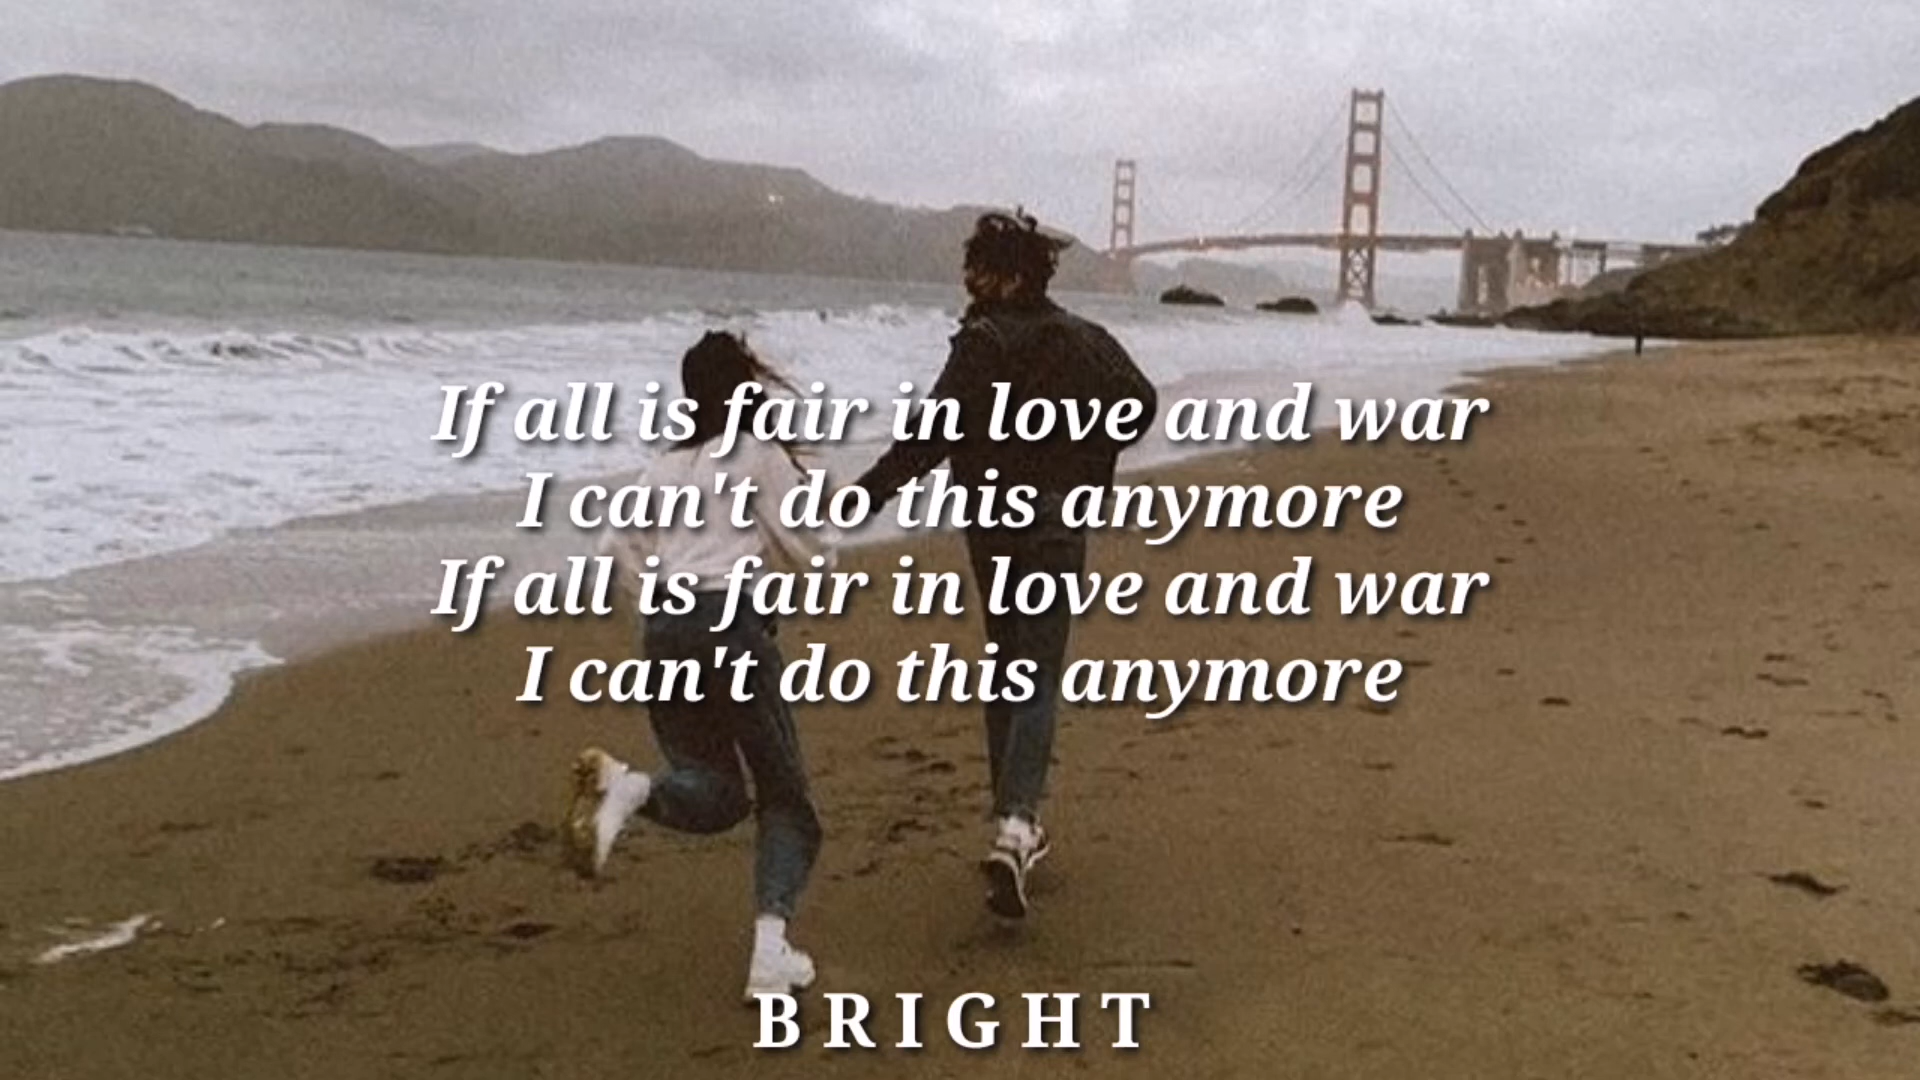 If all is fair in love and war
I can't do this anymore
If all is fair in love and war
I can't do this anymore
BRIGHT